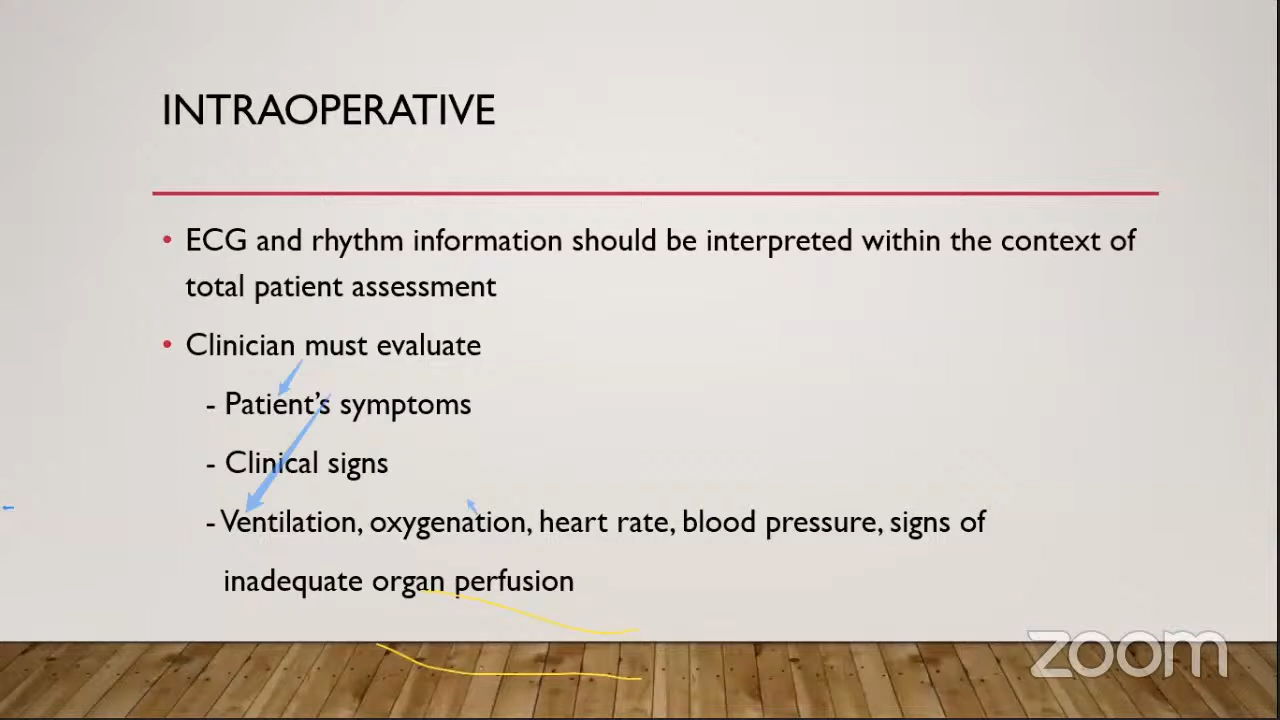 INTRAOPERATIVE
• ECG and rhythm information should be interpreted within the context of
total patient assessment
• Clinician must evaluate
- Patient’s symptoms
- Clinical signs
- Ventilation, oxygenation, heart rate, blood pressure, signs of
inadequate organ perfusion
zoom